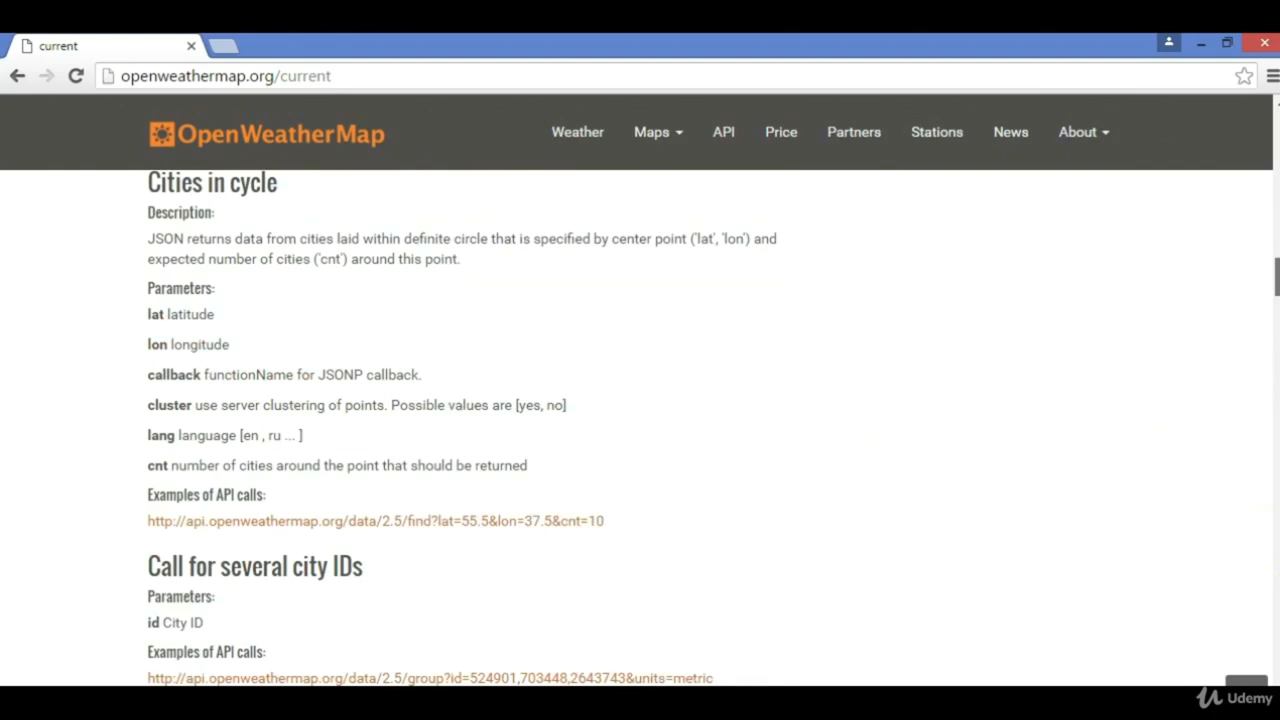 current
openweathermap.org/current
OpenWeatherMap
Weather Maps API Price Partners Stations News About
Cities in cycle
Description:
JSON returns data from cities laid within definite circle that is specified by center point ('lat', 'lon') and
expected number of cities ('cnt') around this point.
Parameters:
lat latitude
lon longitude
callback functionName for JSONP callback.
cluster use server clustering of points. Possible values are [yes, no]
lang language [en , ru ... ]
cnt number of cities around the point that should be returned
Examples of API calls:
http://api.openweathermap.org/data/2.5/find?lat=55.5&lon=37.5&cnt=10
Call for several city IDs
Parameters:
id City ID
Examples of API calls:
http://api.openweathermap.org/data/2.5/group?id=524901,703448,2643743&units=metric
Udemy